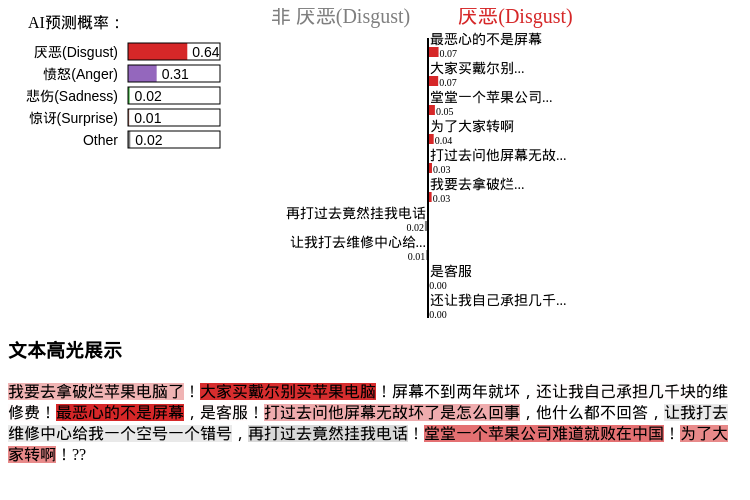 AI预测概率：
厌恶(Disgust) 0.64
愤怒(Anger) 0.31
悲伤(Sadness) 0.02
惊讶(Surprise) 0.01
Other 0.02
非 厌恶(Disgust) 厌恶(Disgust)
最恶心的不是屏幕
0.07
大家买戴尔别...
0.07
堂堂一个苹果公司...
0.05
为了大家转啊
0.04
打过去问他屏幕无故...
0.03
我要去拿破烂...
0.03
再打过去竟然挂我电话
0.02
让我打去维修中心给...
0.01
是客服
0.00
还让我自己承担几千...
0.00
文本高光展示
我要去拿破烂苹果电脑了！大家买戴尔别买苹果电脑！屏幕不到两年就坏，还让我自己承担几千块的维
修费！最恶心的不是屏幕，是客服！打过去问他屏幕无故坏了是怎么回事，他什么都不回答，让我打去
维修中心给我一个空号一个错号，再打过去竟然挂我电话！堂堂一个苹果公司难道就败在中国！为了大
家转啊！??